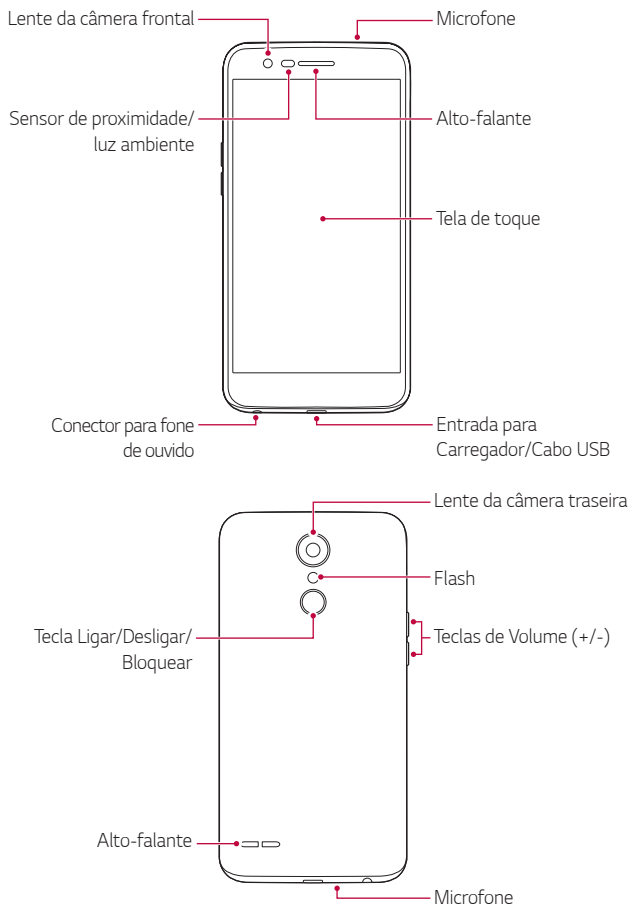 Lente da câmera frontal
Microfone
Sensor de proximidade/
luz ambiente
Alto-falante
Tela de toque
Conector para fone
de ouvido
Entrada para
Carregador/Cabo USB
Lente da câmera traseira
Flash
Tecla Ligar/Desligar/
Bloquear
Teclas de Volume (+/-)
Alto-falante
Microfone